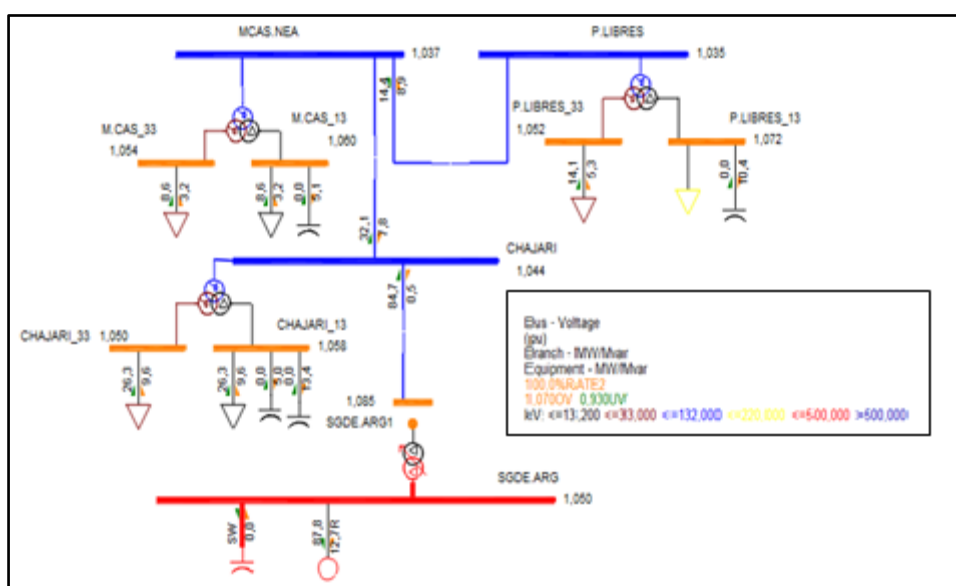 MCAS.NEA
1,037
P.LIBRES
1,035
14,4
8,9
M.CAS_33
1,054
M.CAS_13
1,060
P.LIBRES_33
1,052
P.LIBRES_13
1,072
8,6
3,2
8,6
3,2
0,0
5,1
14,1
5,3
0,0
10,4
32,1
7,8
CHAJARI
1,044
84,7
0,5
CHAJARI_33
1,050
CHAJARI_13
1,058
26,3
9,6
26,3
9,6
0,0
5,0
0,0
13,4
Bus - Voltage
(pu)
Branch - MW/Mvar
Equipment - MW/Mvar
100.0%RATE2
1,070OV 0,930UV
kV: <=13,200 <=33,000 <=132,000 <=220,000 <=500,000 >500,000
1,085
SGDE.ARG1
SGDE.ARG
1,050
SW
0,0
87,8
12,7R